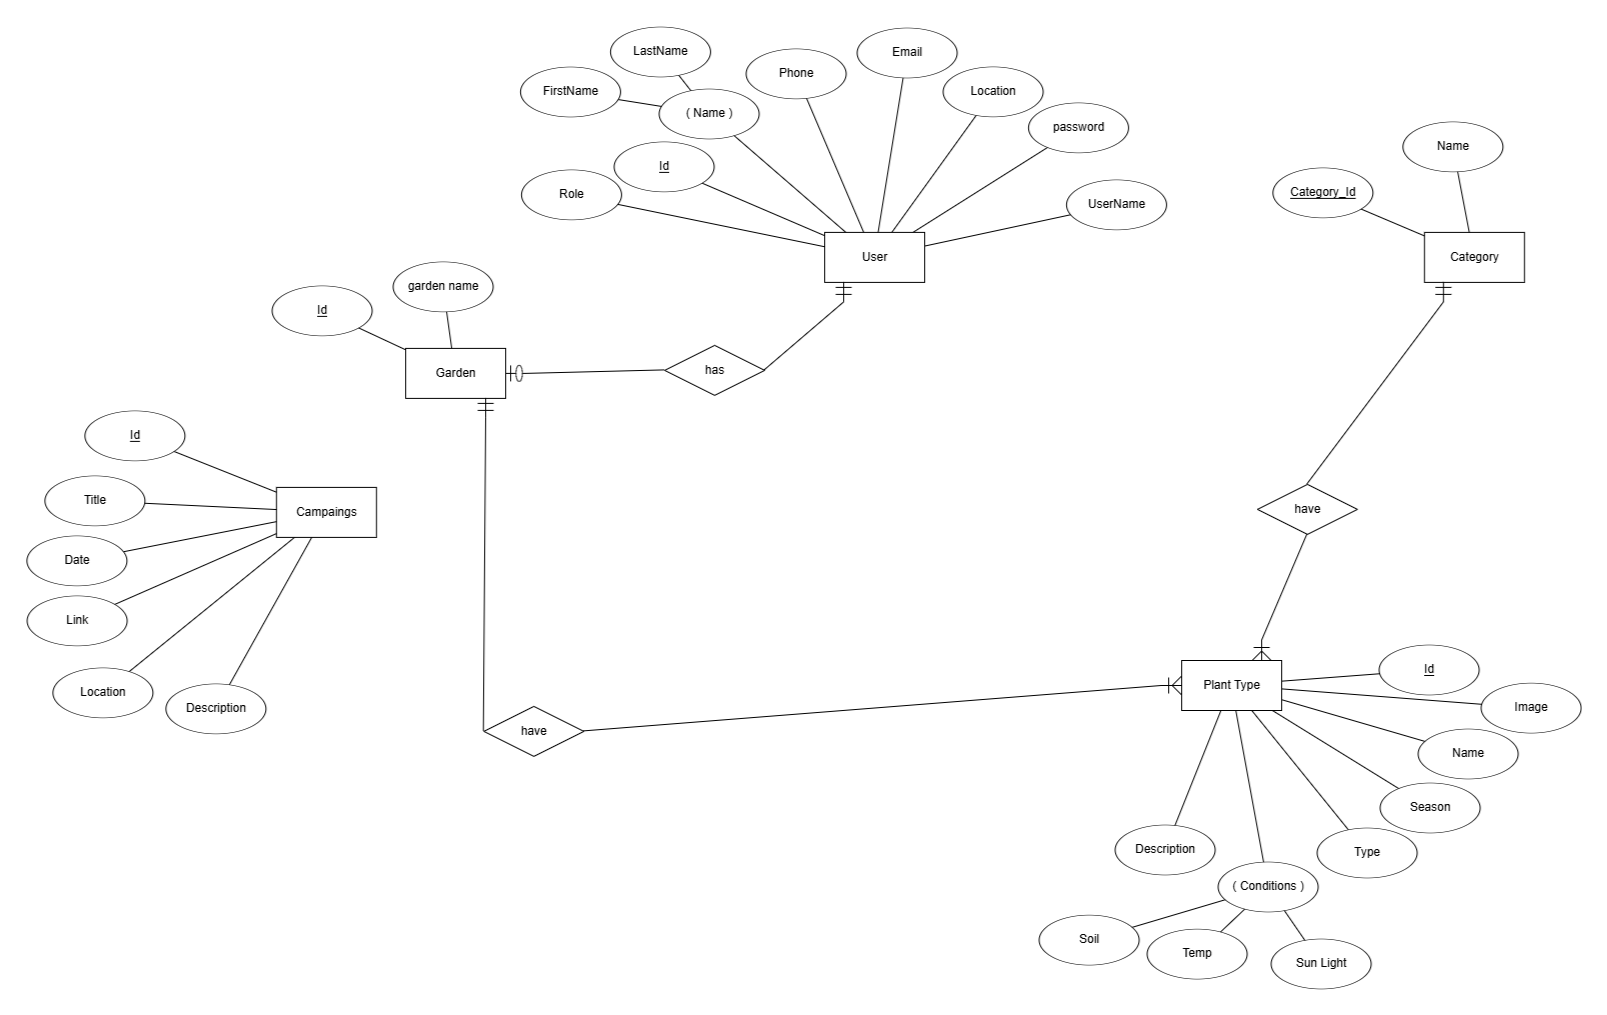 LastName
Email
Phone
FirstName
Location
( Name )
password
Name
Id
Category_Id
Role
UserName
User
Category
garden name
Id
has
Garden
Id
Title
Campaings
have
Date
Link
Id
Plant Type
Location
Image
Description
have
Name
Season
Description
Type
( Conditions )
Soil
Temp
Sun Light